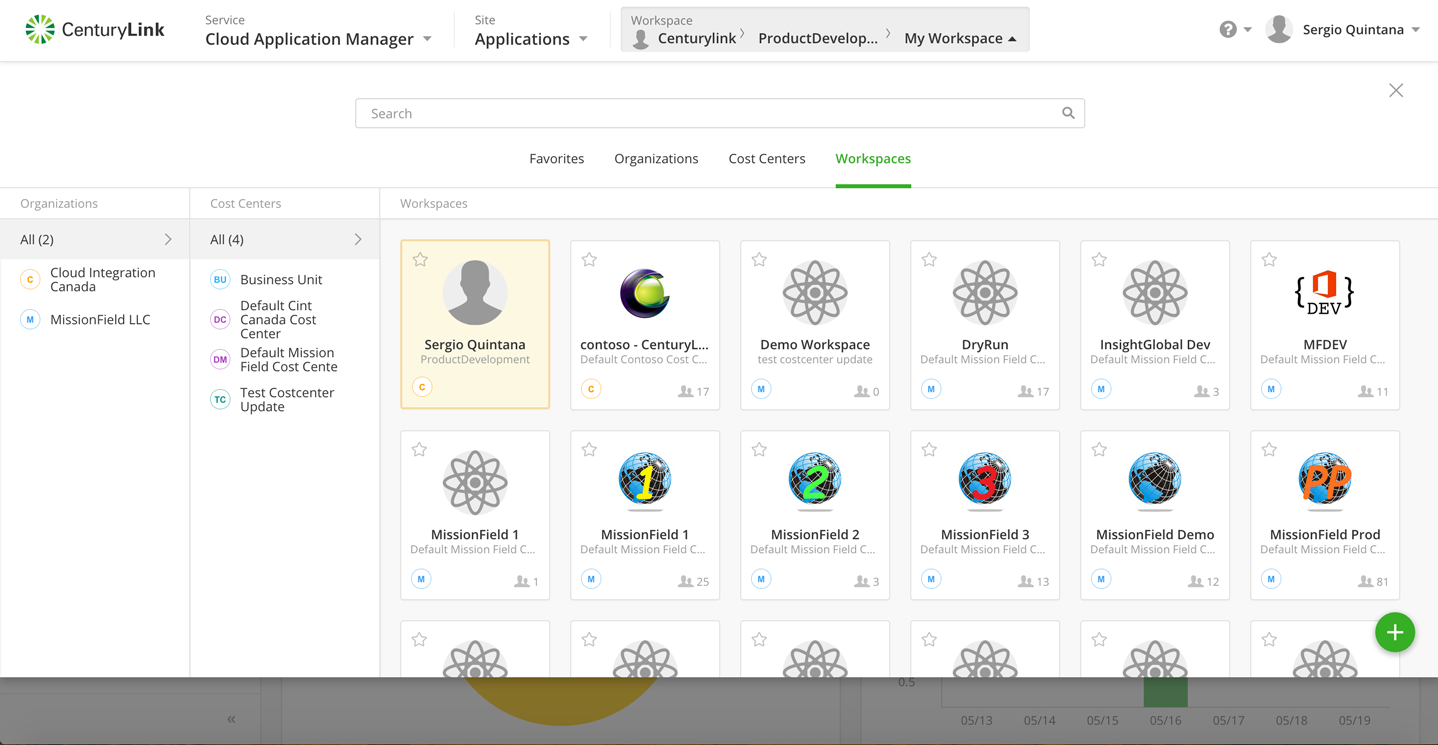 CenturyLink
Service
Cloud Application Manager
Site
Applications
Workspace
Centurylink
ProductDevelop...
My Workspace
?
Sergio Quintana
Search
Favorites
Organizations
Cost Centers
Workspaces
Organizations
Cost Centers
Workspaces
All (2)
C
Cloud Integration
Canada
M
MissionField LLC
All (4)
BU
Business Unit
DC
Default Cint
Canada Cost
Center
DM
Default Mission
Field Cost Cente
TC
Test Costcenter
Update
Sergio Quintana
ProductDevelopment
C
contoso - CenturyL...
Default Contoso Cost C...
C
17
Demo Workspace
test costcenter update
M
0
DryRun
Default Mission Field C...
M
17
InsightGlobal Dev
Default Mission Field C...
M
3
{DEV}
MFDEV
Default Mission Field C...
M
11
MissionField 1
Default Mission Field C...
M
1
1
MissionField 1
Default Mission Field C...
M
25
2
MissionField 2
Default Mission Field C...
M
3
3
MissionField 3
Default Mission Field C...
M
13
MissionField Demo
Default Mission Field C...
M
12
PP
MissionField Prod
Default Mission Field C...
M
81
+
«
0.5
05/13
05/14
05/15
05/16
05/17
05/18
05/19